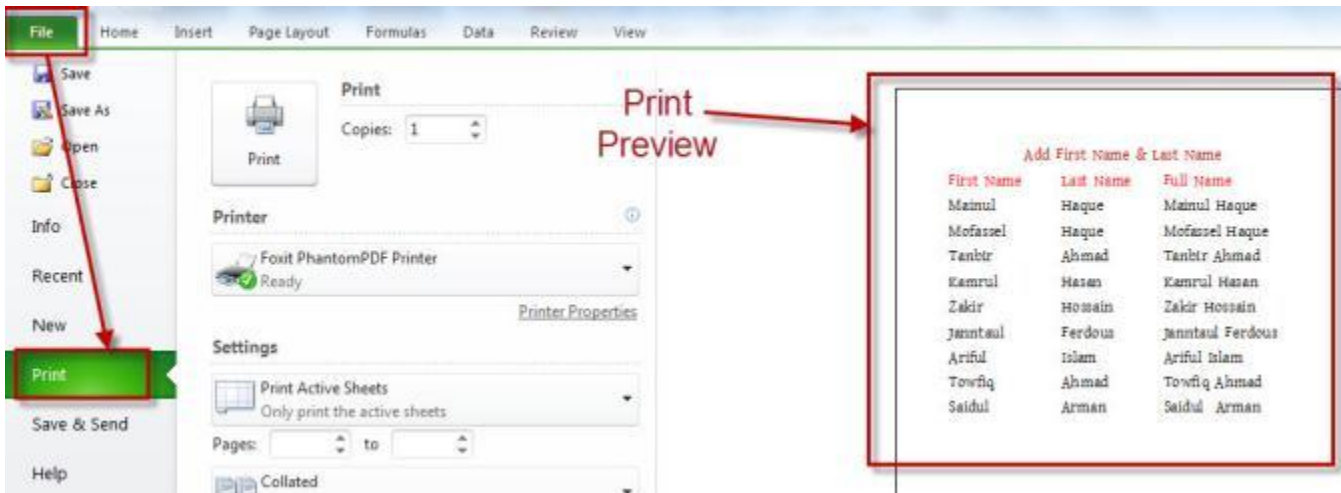 File Home Insert Page Layout Formulas Data Review View
Save
Save As
Open
Close
Info
Recent
New
Print
Save & Send
Help
Print
Print
Copies: 1
Printer
Foxit PhantomPDF Printer
Ready
Printer Properties
Settings
Print Active Sheets
Only print the active sheets
Pages: to
Collated
Print
Preview
Add First Name & Last Name
First Name Last Name Full Name
Mainul Haque Mainul Haque
Mofassel Haque Mofassel Haque
Tanbir Ahmad Tanbir Ahmad
Kamrul Hasan Kamrul Hasan
Zakir Hossain Zakir Hossain
Janntaul Ferdous Janntaul Ferdous
Ariful Islam Ariful Islam
Towfiq Ahmad Towfiq Ahmad
Saidul Arman Saidul Arman